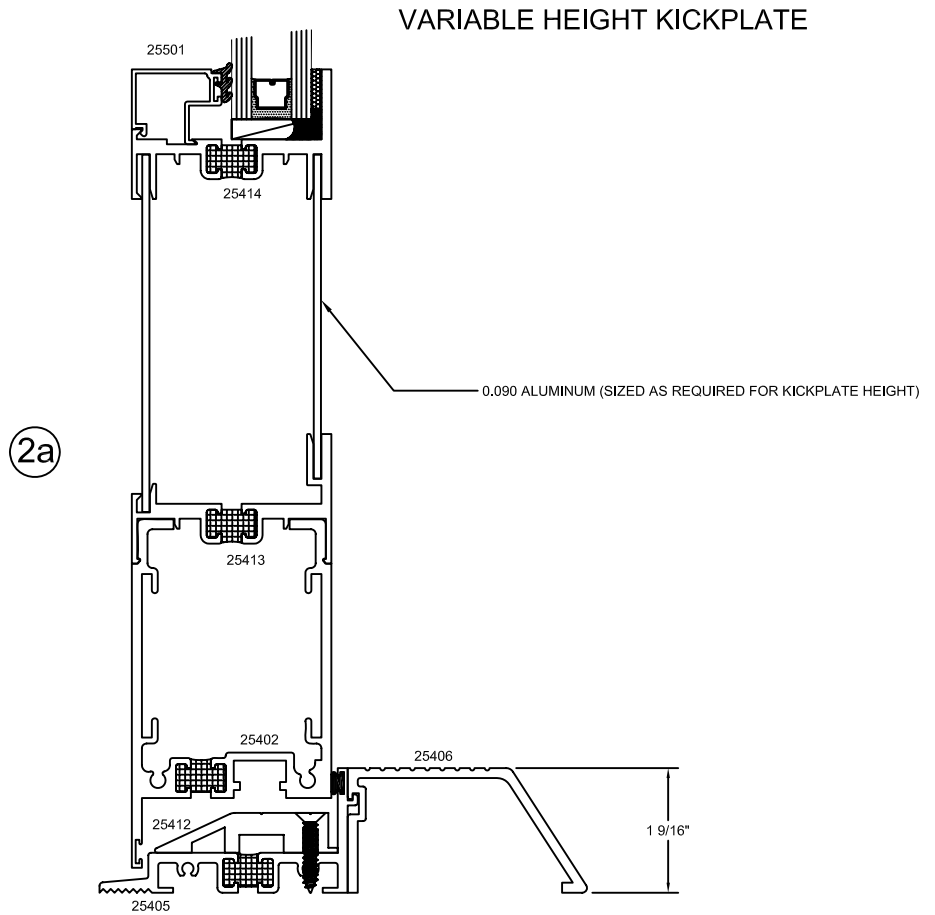 VARIABLE HEIGHT KICKPLATE
25501
25414
0.090 ALUMINUM (SIZED AS REQUIRED FOR KICKPLATE HEIGHT)
2a
25413
25402
25406
25412
1 9/16"
25405